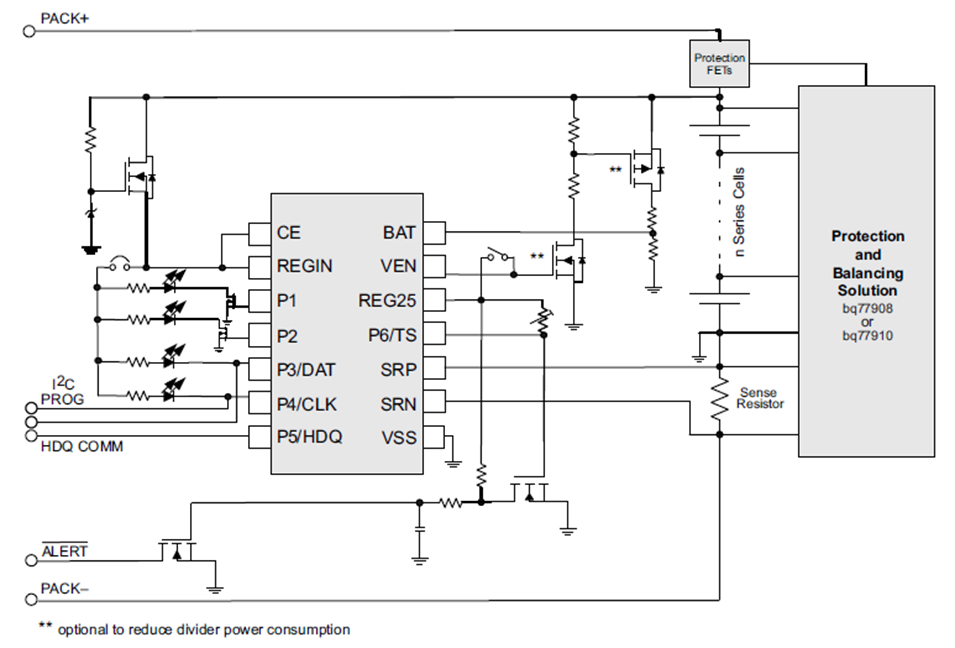 PACK+
Protection
FETs
**
n Series Cells
CE
BAT
REGIN
VEN
**
P1
REG25
P2
P6/TS
P3/DAT
SRP
P4/CLK
SRN
P5/HDQ
VSS
Protection
and
Balancing
Solution
bq77908
or
bq77910
I²C
PROG
HDQ COMM
Sense
Resistor
ALERT
PACK–
** optional to reduce divider power consumption